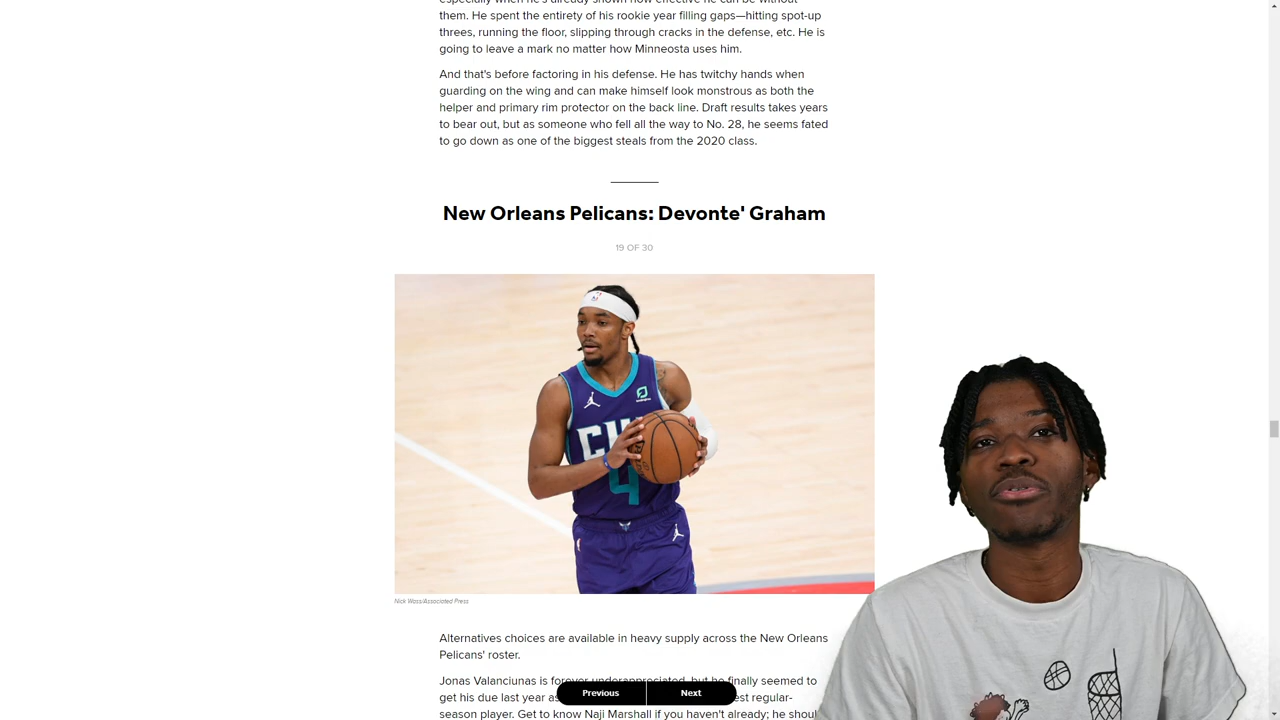 especially when he's already shown how effective he can be without
them. He spent the entirety of his rookie year filling gaps—hitting spot-up
threes, running the floor, slipping through cracks in the defense, etc. He is
going to leave a mark no matter how Minneosta uses him.
And that's before factoring in his defense. He has twitchy hands when
guarding on the wing and can make himself look monstrous as both the
helper and primary rim protector on the back line. Draft results takes years
to bear out, but as someone who fell all the way to No. 28, he seems fated
to go down as one of the biggest steals from the 2020 class.
New Orleans Pelicans: Devonte' Graham
19 OF 30
4
Nick Wass/Associated Press
Alternatives choices are available in heavy supply across the New Orleans
Pelicans' roster.
Jonas Valanciunas is forever underappreciated, but he finally seemed to
get his due last year as
Previous
Next
season player. Get to know Naji Marshall if you haven't already; he